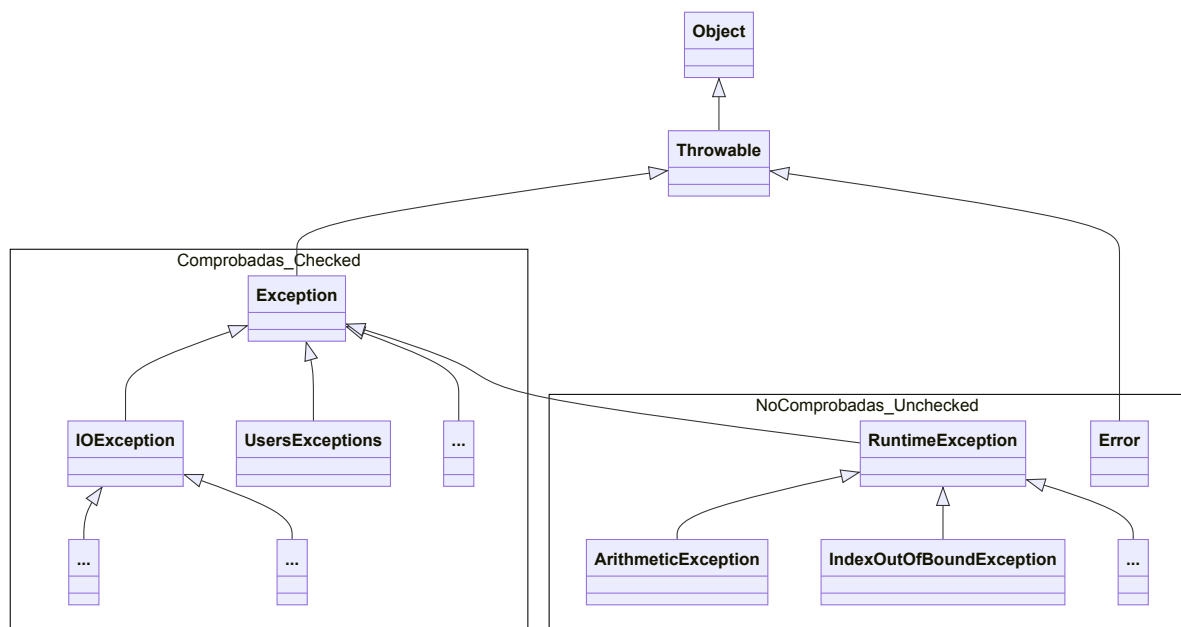 Object
Throwable
Comprobadas_Checked
Exception
IOException
UsersExceptions
...
...
...
NoComprobadas_Unchecked
RuntimeException
Error
ArithmeticException
IndexOutOfBoundException
...